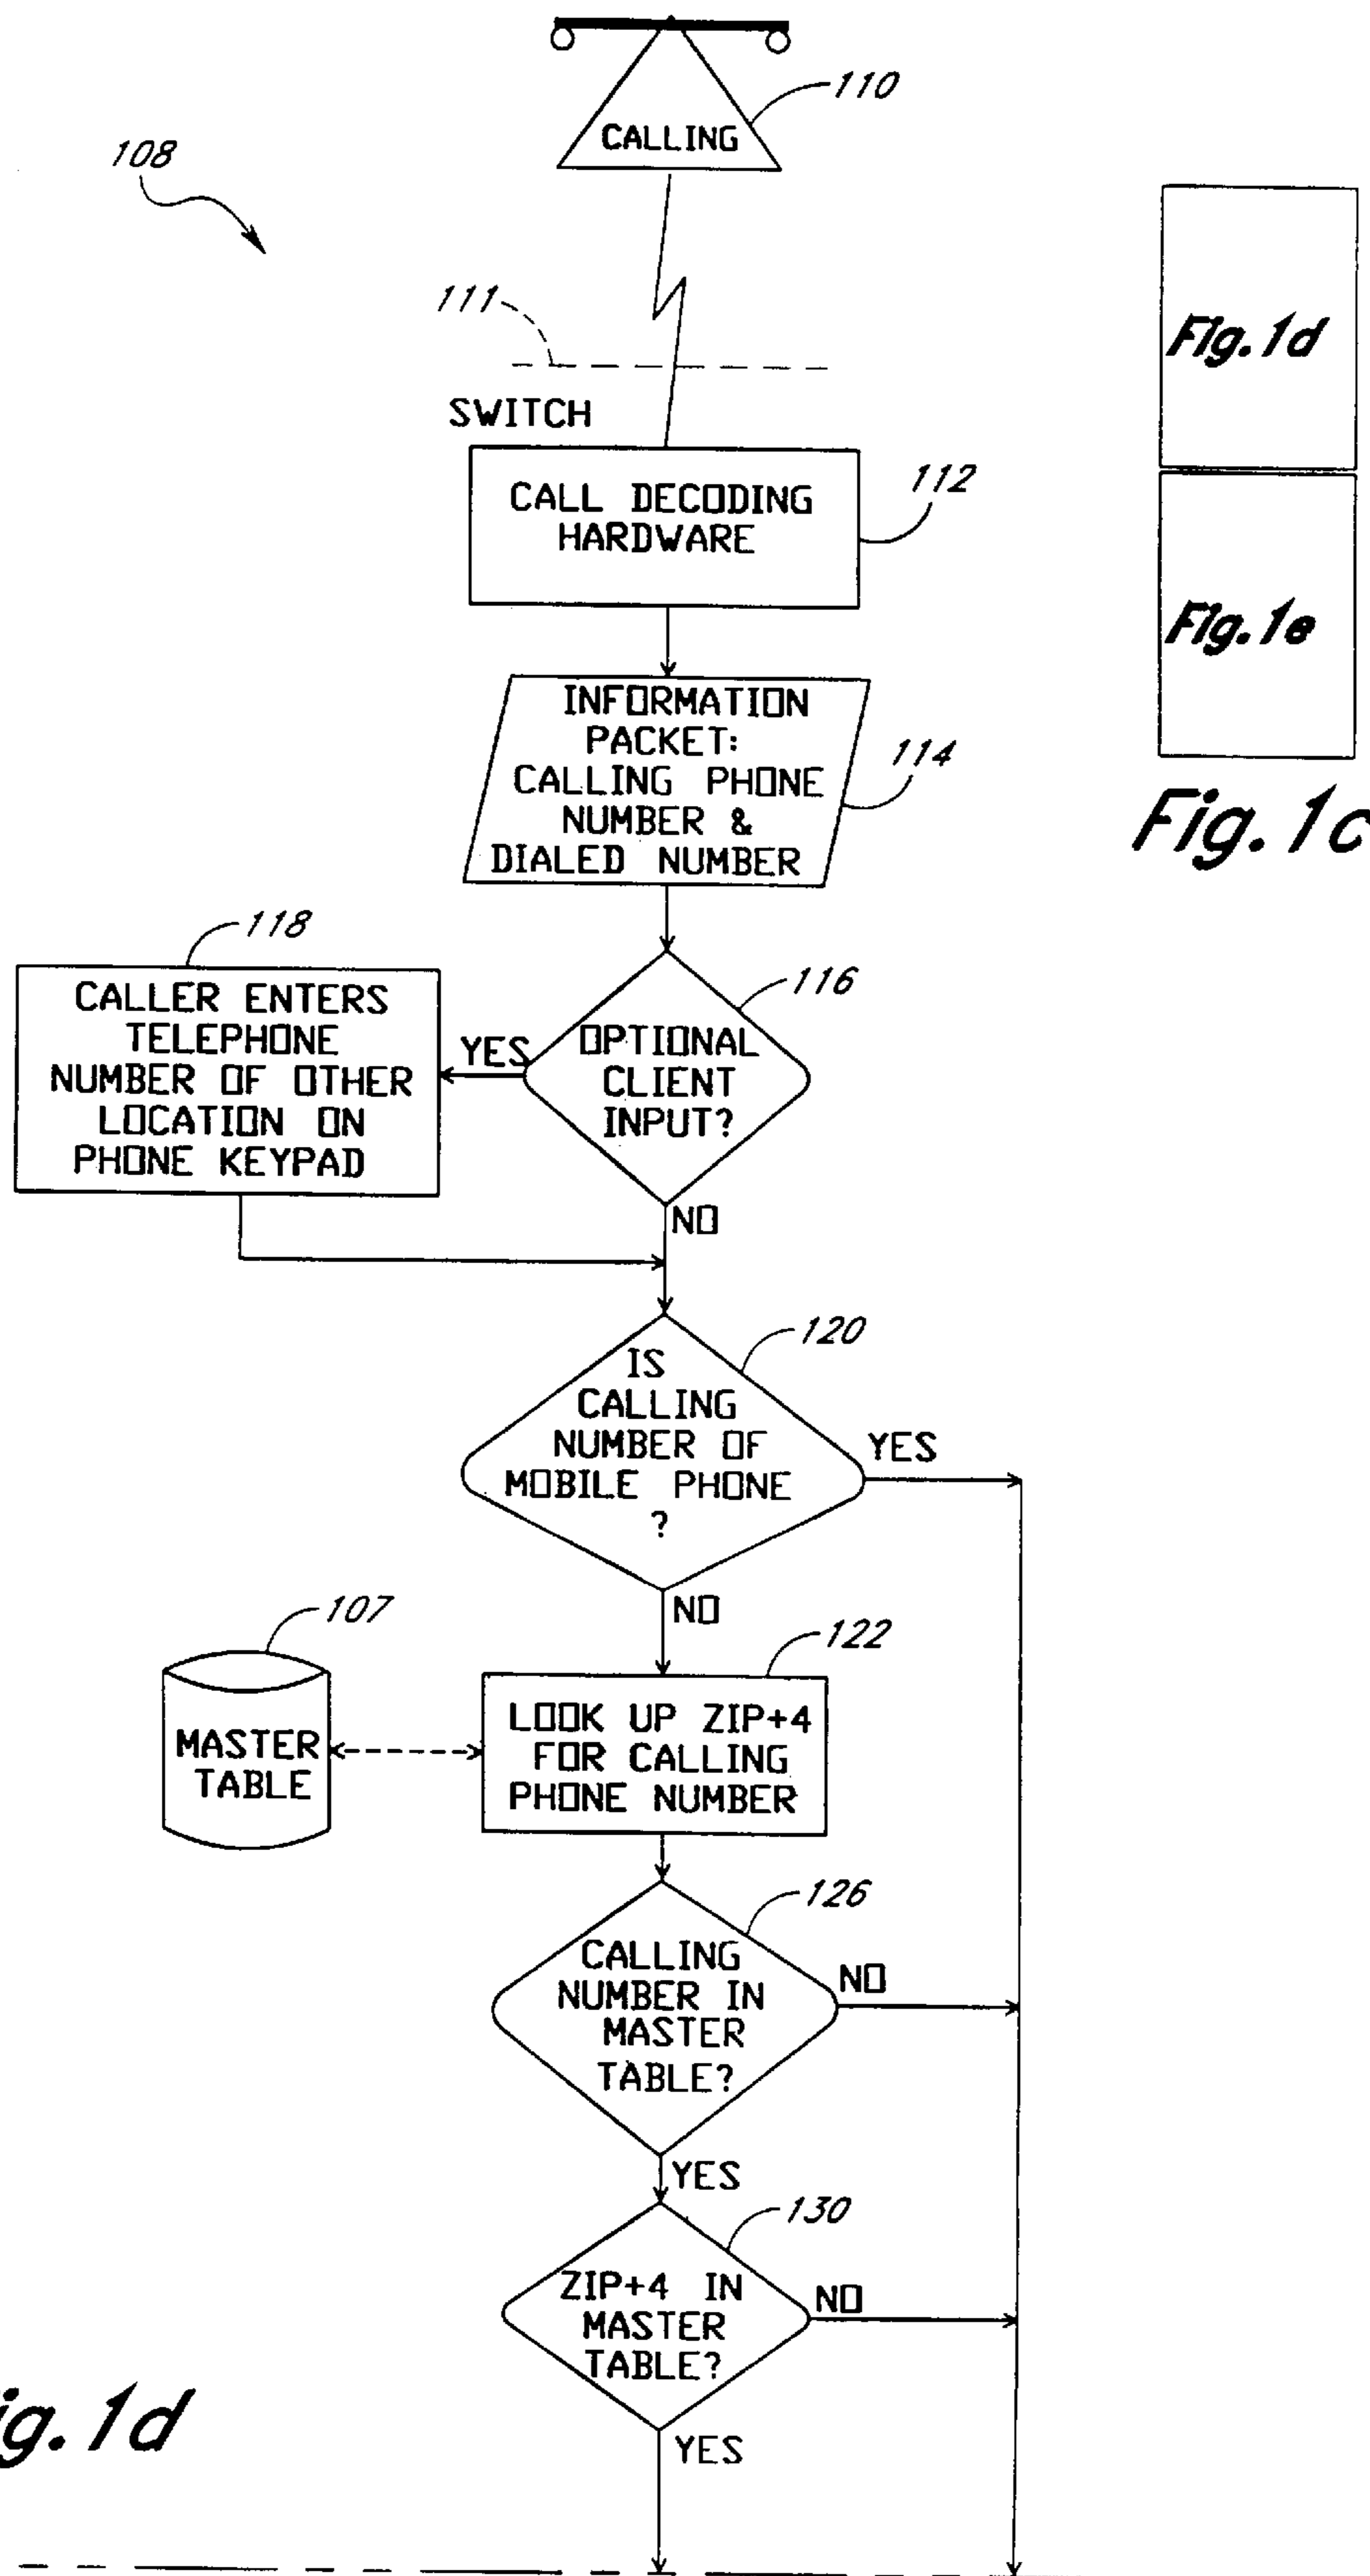 110
CALLING
108
111
SWITCH
CALL DECODING
HARDWARE
112
Fig. 1d
Fig. 1e
Fig. 1c
INFORMATION
PACKET:
CALLING PHONE
NUMBER &
DIALED NUMBER
114
118
CALLER ENTERS
TELEPHONE
NUMBER OF OTHER
LOCATION ON
PHONE KEYPAD
YES
116
OPTIONAL
CLIENT
INPUT?
NO
120
IS
CALLING
NUMBER OF
MOBILE PHONE
?
YES
NO
107
MASTER
TABLE
122
LOOK UP ZIP+4
FOR CALLING
PHONE NUMBER
126
CALLING
NUMBER IN
MASTER
TABLE?
NO
YES
130
ZIP+4 IN
MASTER
TABLE?
NO
YES
ig. 1d